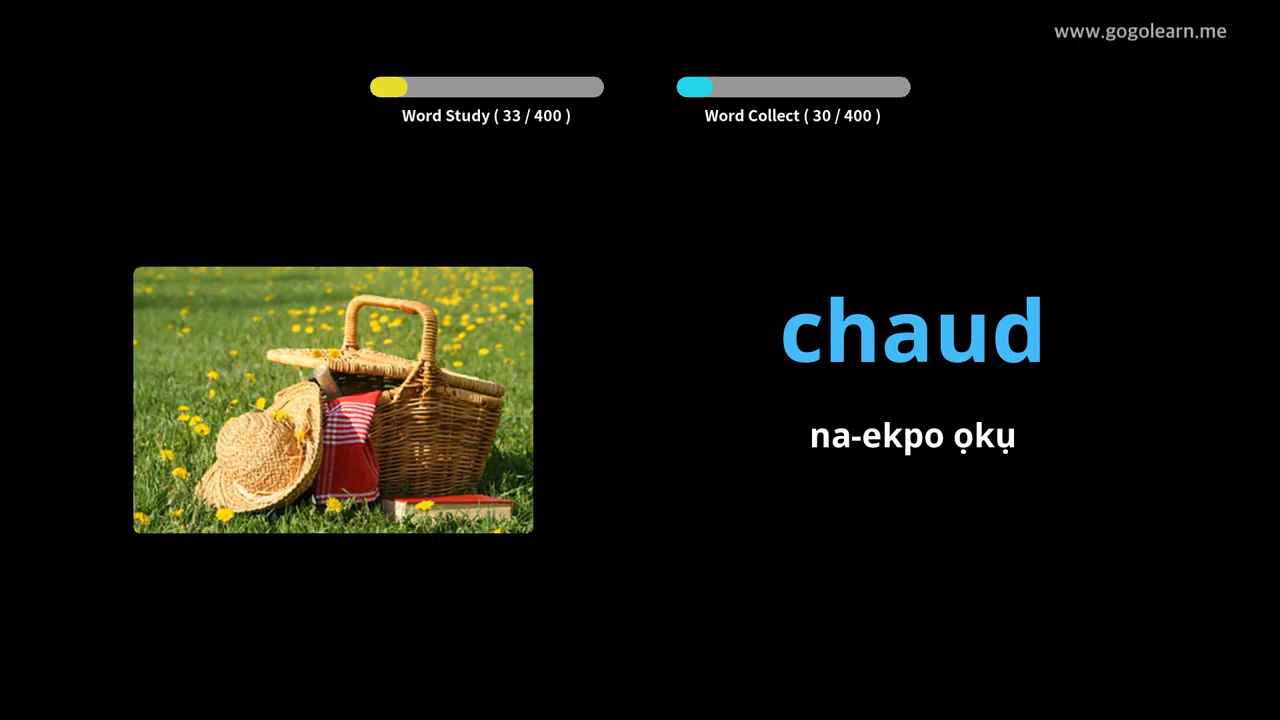 www.gogolearn.me
Word Study ( 33 / 400 )
Word Collect ( 30 / 400 )
chaud
na-ekpo ọkụ